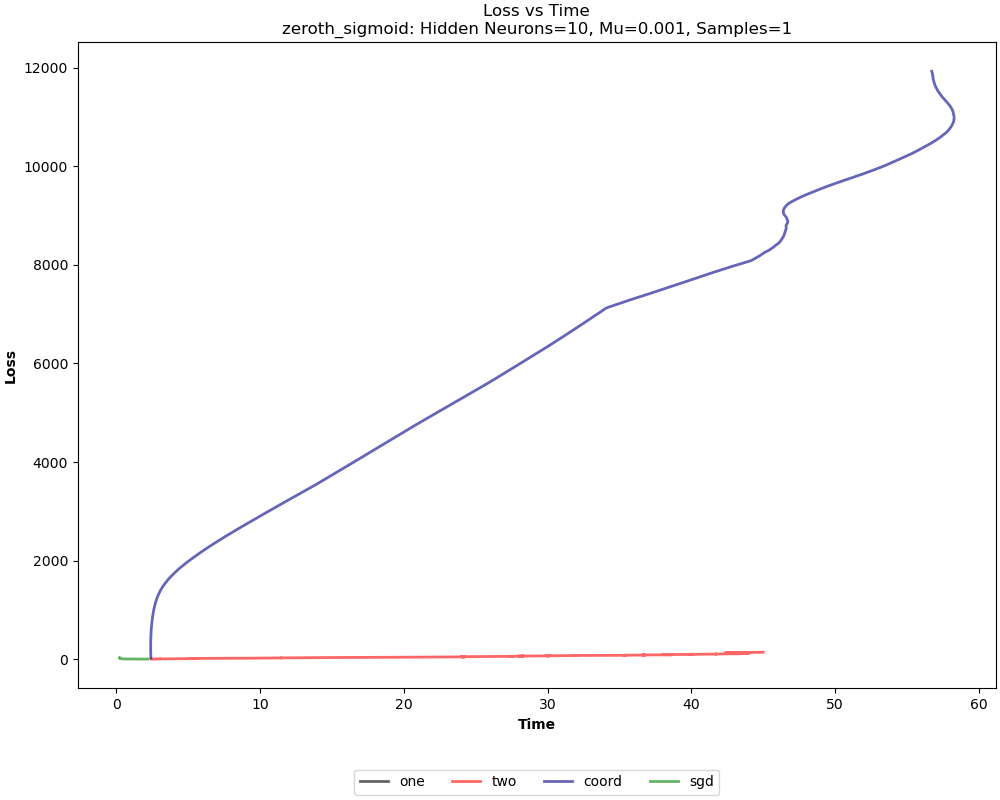 Loss vs Time
zeroth_sigmoid: Hidden Neurons=10, Mu=0.001, Samples=1
12000
10000
8000
6000
4000
2000
0
Loss
0 10 20 30 40 50 60
Time
one two coord sgd